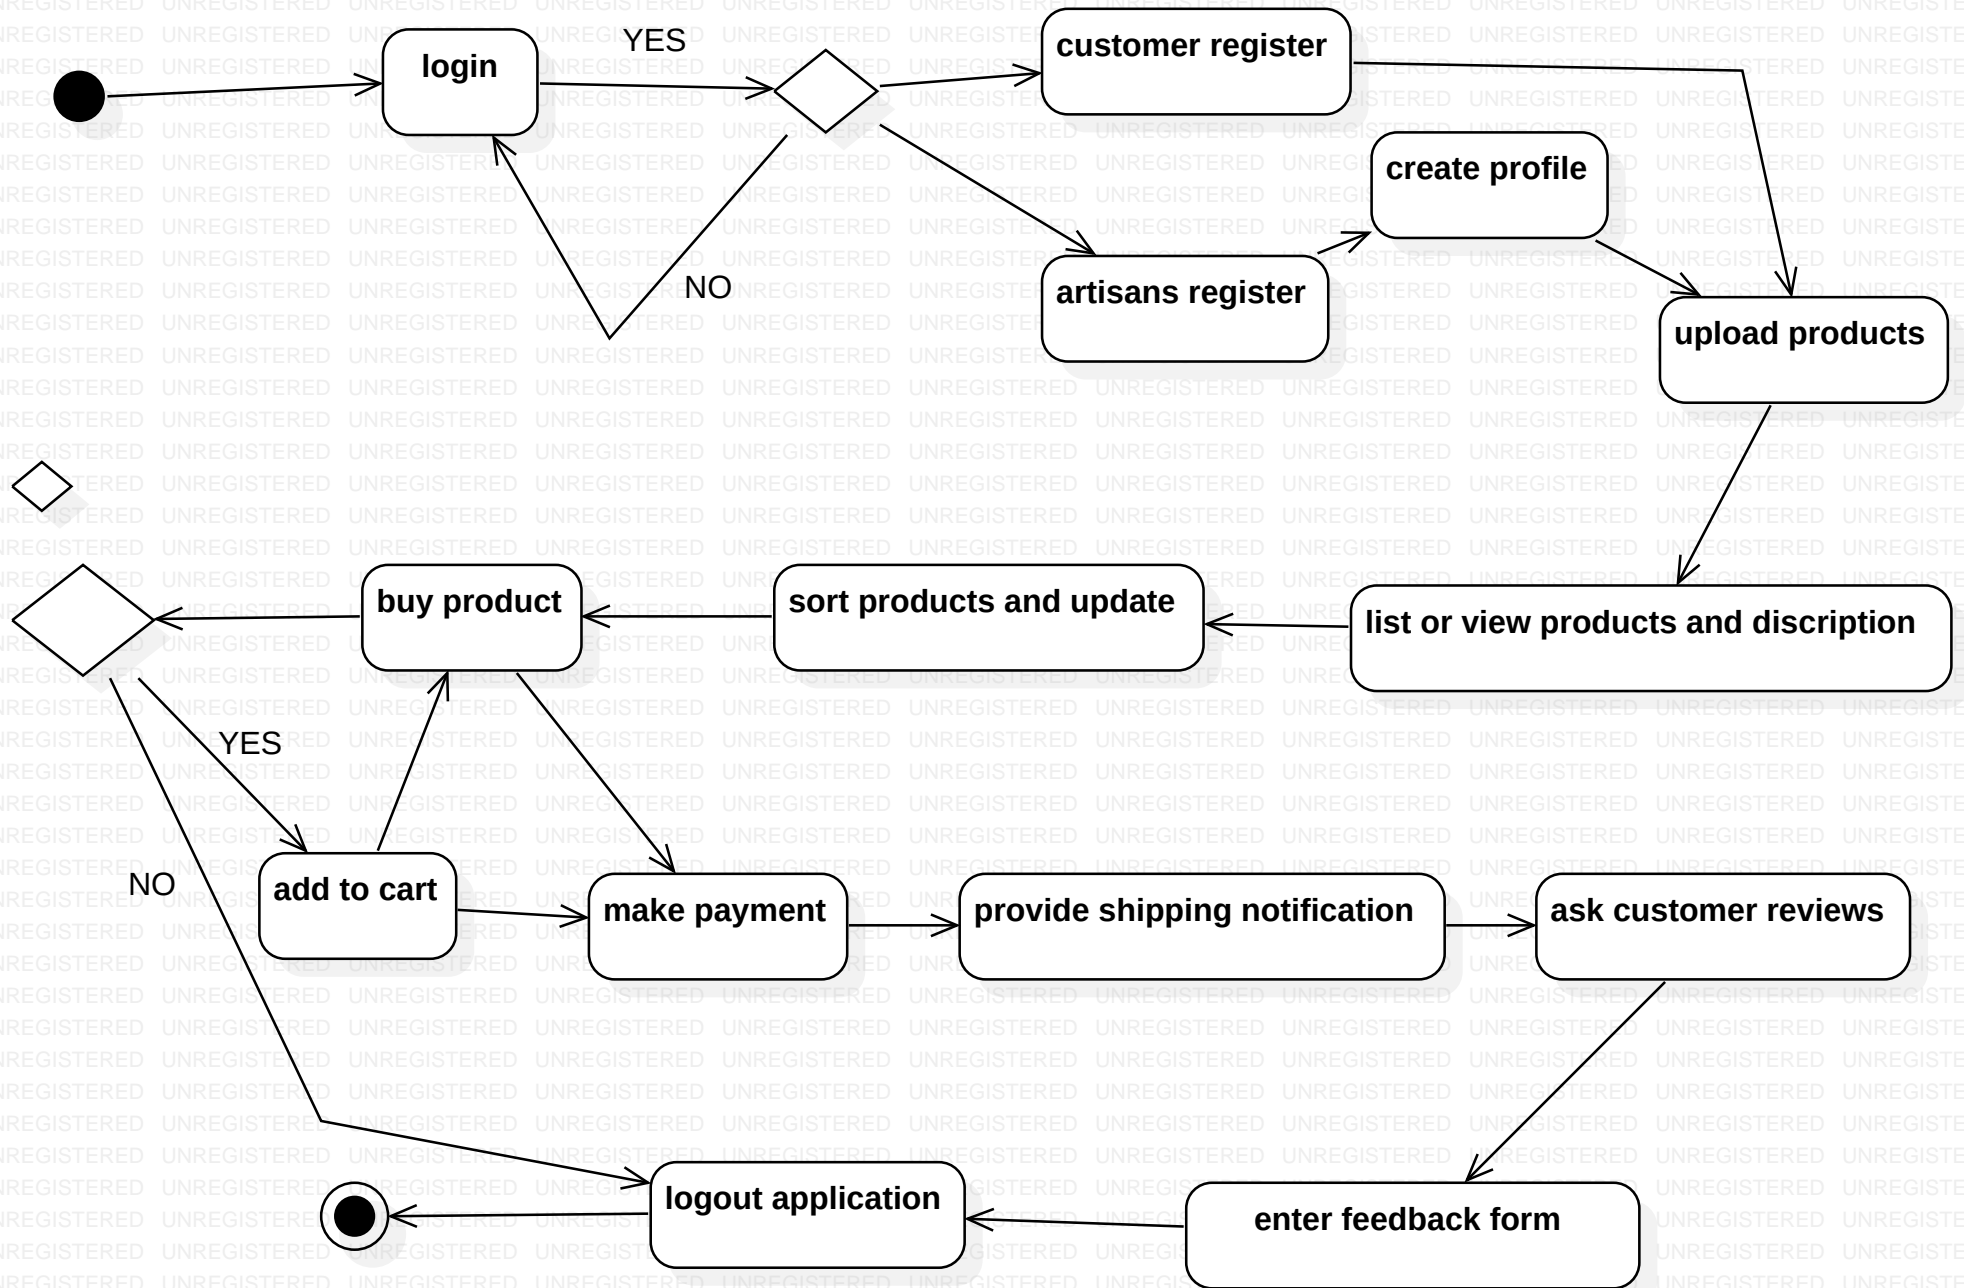 login
YES
customer register
create profile
NO
artisans register
upload products
buy product
sort products and update
list or view products and discription
YES
NO
add to cart
make payment
provide shipping notification
ask customer reviews
logout application
enter feedback form
UNREGISTERED